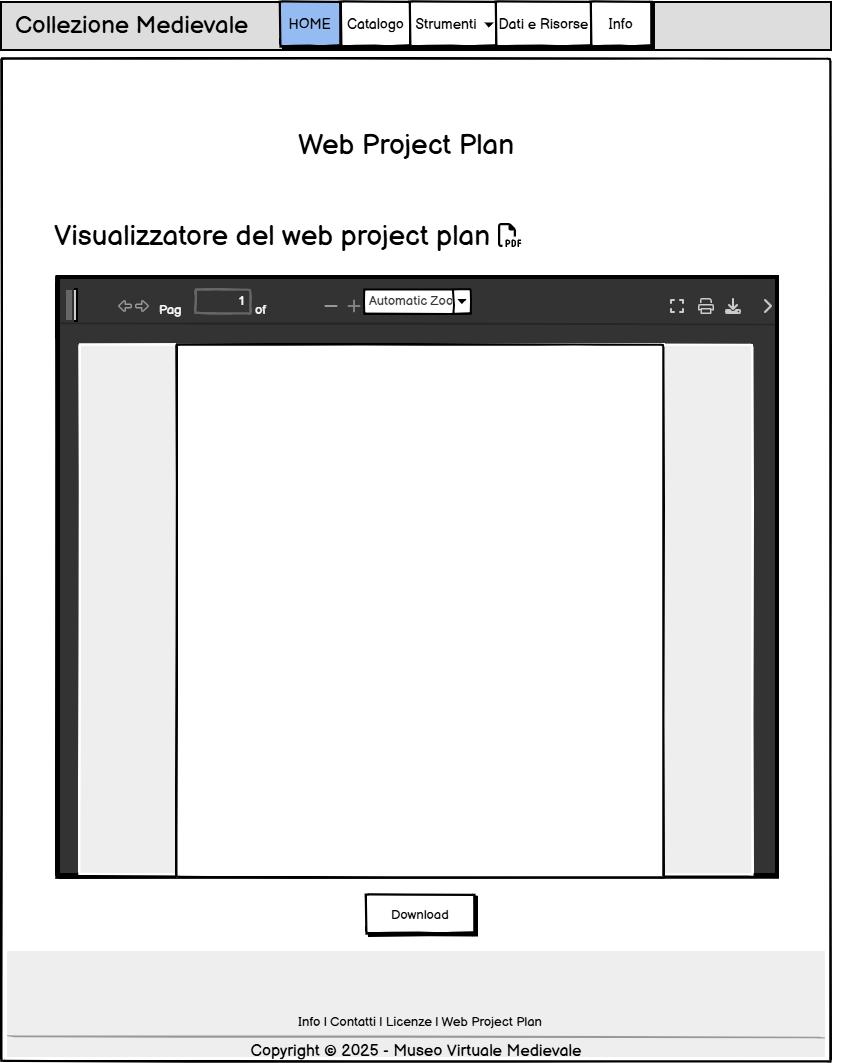 Collezione Medievale HOME Catalogo Strumenti Dati e Risorse Info
Web Project Plan
Visualizzatore del web project plan PDF
Pag 1 of Automatic Zoo
Download
Info | Contatti | Licenze | Web Project Plan
Copyright © 2025 - Museo Virtuale Medievale